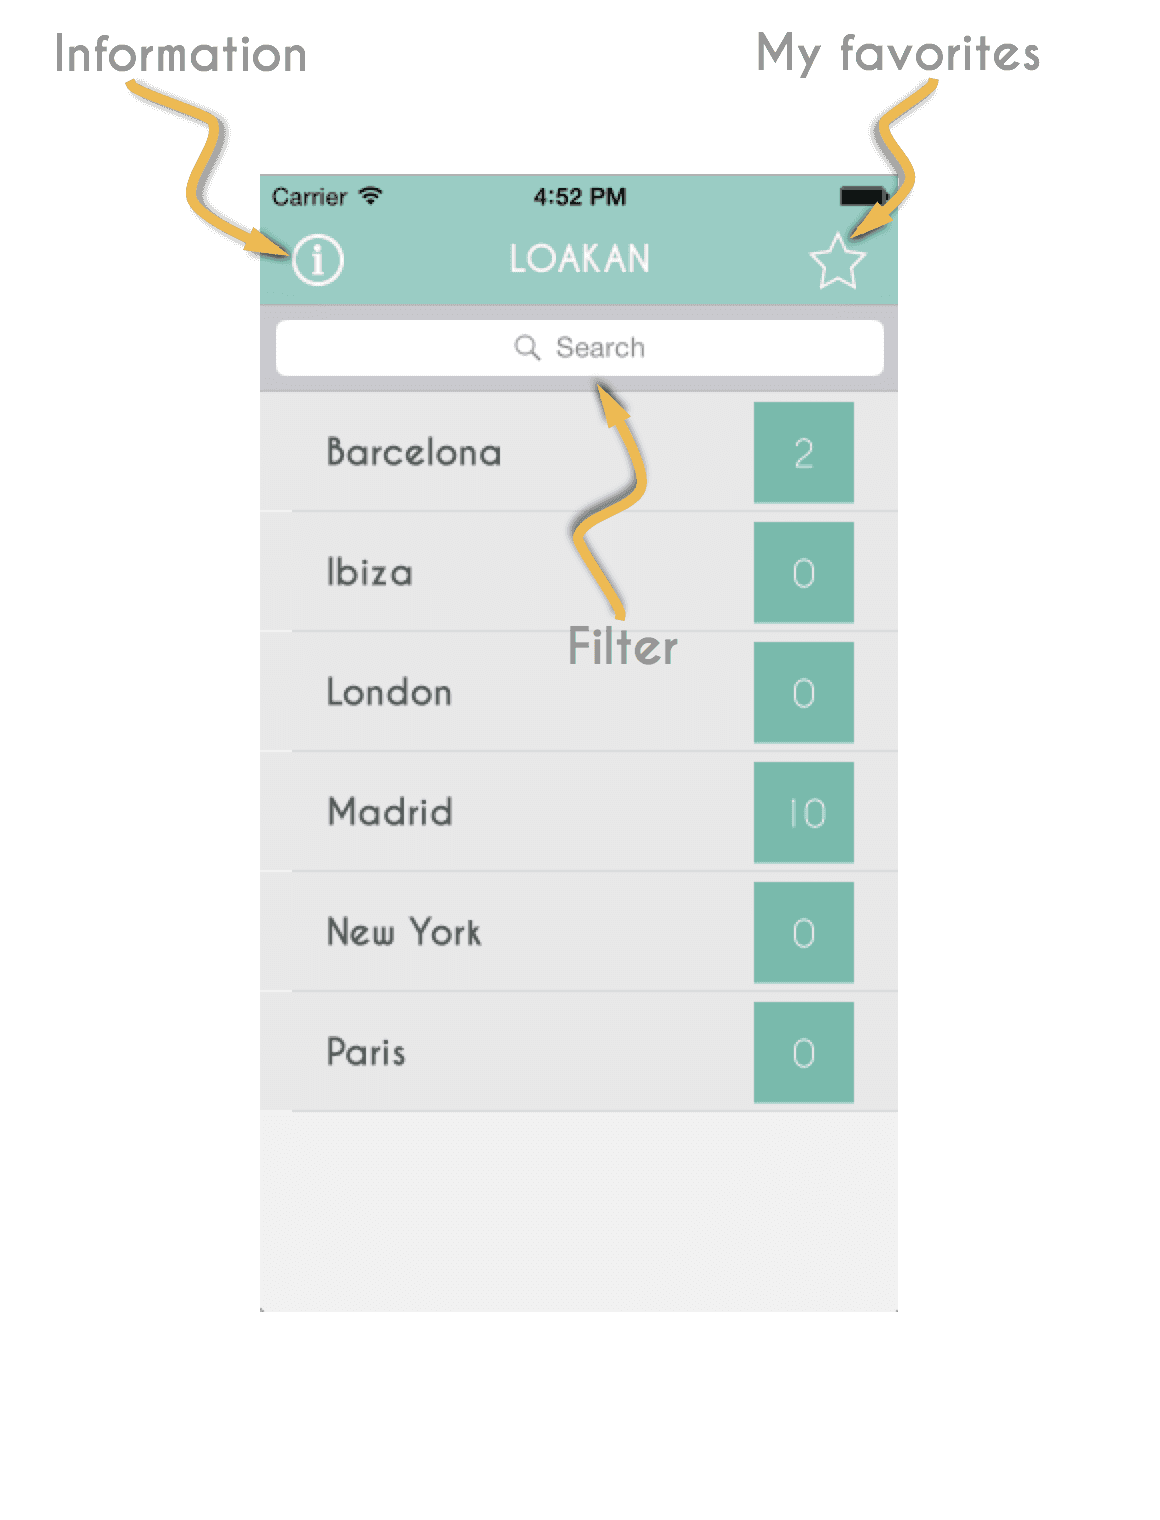 Information
My favorites
Carrier
4:52 PM
LOAKAN
Search
Barcelona
2
Ibiza
0
Filter
London
0
Madrid
10
New York
0
Paris
0